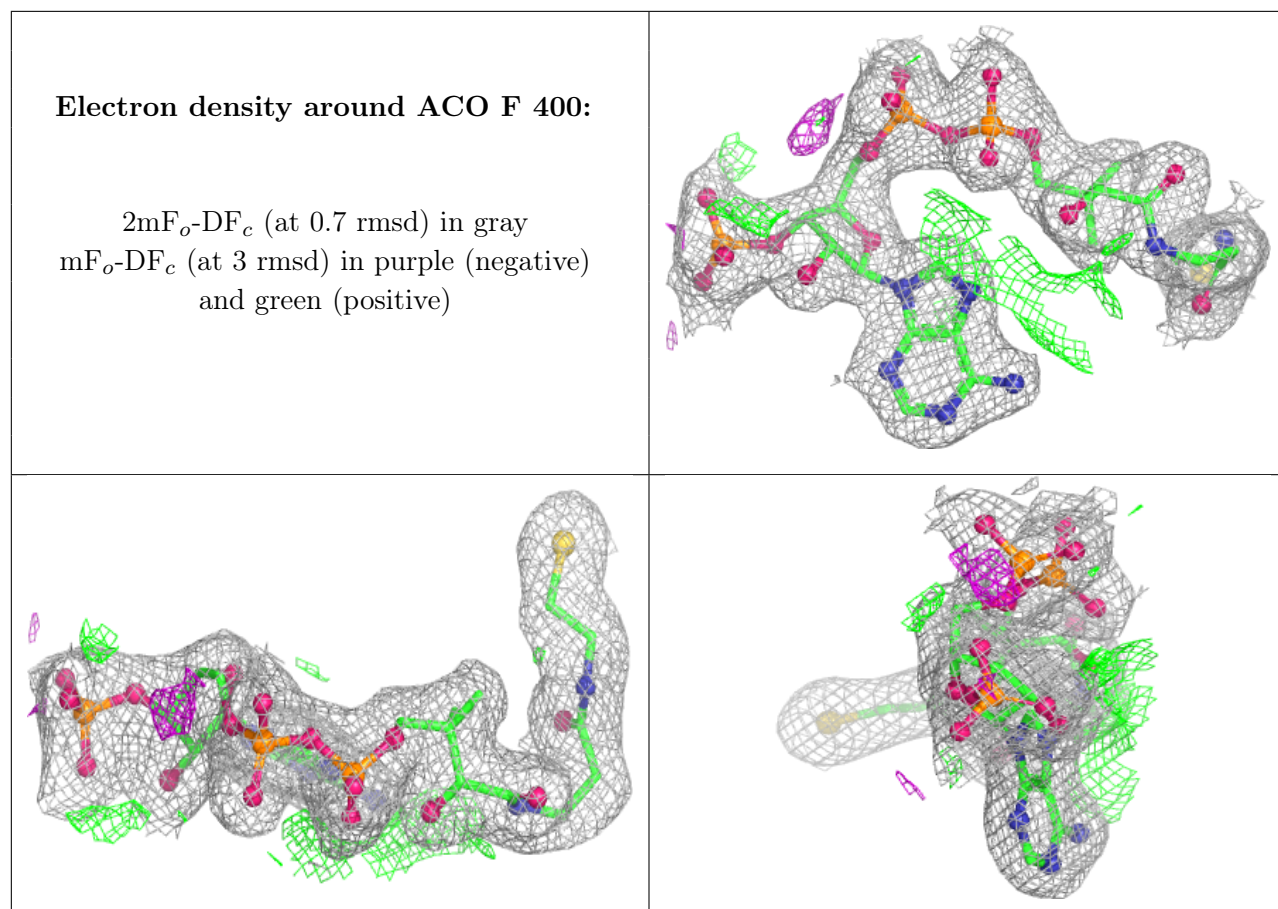 Electron density around ACO F 400:
2mFo-DFc (at 0.7 rmsd) in gray
mFo-DFc (at 3 rmsd) in purple (negative)
and green (positive)